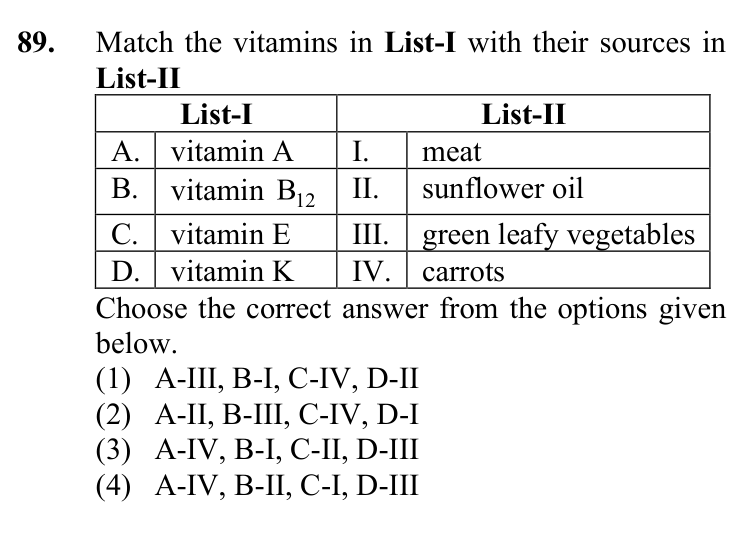 89. Match the vitamins in List-I with their sources in
List-II
List-I List-II
A. vitamin A I. meat
B. vitamin B₁₂ II. sunflower oil
C. vitamin E III. green leafy vegetables
D. vitamin K IV. carrots
Choose the correct answer from the options given
below.
(1) A-III, B-I, C-IV, D-II
(2) A-II, B-III, C-IV, D-I
(3) A-IV, B-I, C-II, D-III
(4) A-IV, B-II, C-I, D-III